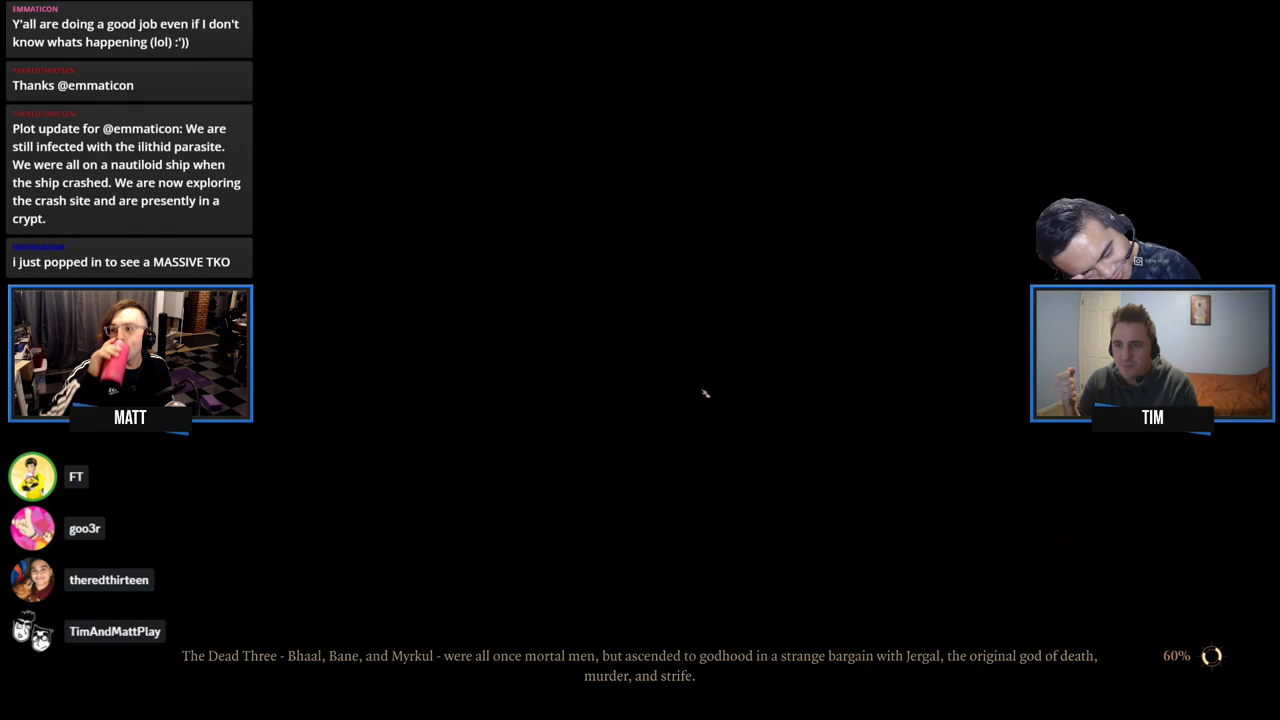 EMMATICON
Y'all are doing a good job even if I don't
know whats happening (lol) :'))
THEREDTHIRTEEN
Thanks @emmaticon
THEREDTHIRTEEN
Plot update for @emmaticon: We are
still infected with the ilithid parasite.
We were all on a nautiloid ship when
the ship crashed. We are now exploring
the crash site and are presently in a
crypt.
i just popped in to see a MASSIVE TKO
MATT
TIM
FT
goo3r
theredthirteen
TimAndMattPlay
The Dead Three - Bhaal, Bane, and Myrkul - were all once mortal men, but ascended to godhood in a strange bargain with Jergal, the original god of death,
murder, and strife.
60%